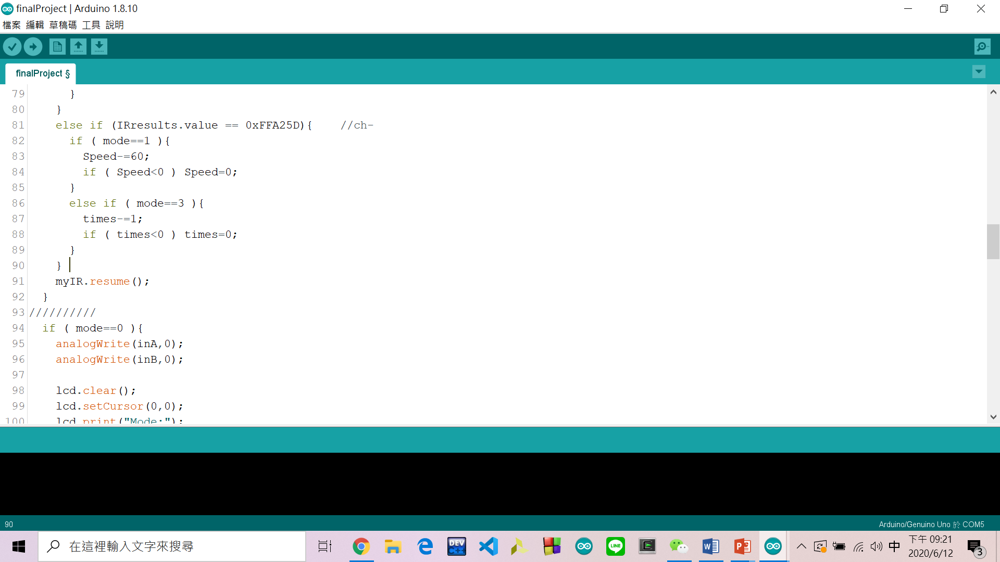 finalProject | Arduino 1.8.10
檔案 編輯 草稿碼 工具 說明
finalProject §
79       }
80     }
81     else if (IRresults.value == 0xFFA25D){    //ch-
82       if ( mode==1 ){
83         Speed-=60;
84         if ( Speed<0 ) Speed=0;
85       }
86       else if ( mode==3 ){
87         times-=1;
88         if ( times<0 ) times=0;
89       }
90     }
91     myIR.resume();
92   }
93 //////////
94   if ( mode==0 ){
95     analogWrite(inA,0);
96     analogWrite(inB,0);
97
98     lcd.clear();
99     lcd.setCursor(0,0);
100     lcd.print("Mode:");
90
Arduino/Genuino Uno 於 COM5
在這裡輸入文字來搜尋
DEV C++
LINE
中
下午 09:21
2020/6/12
3